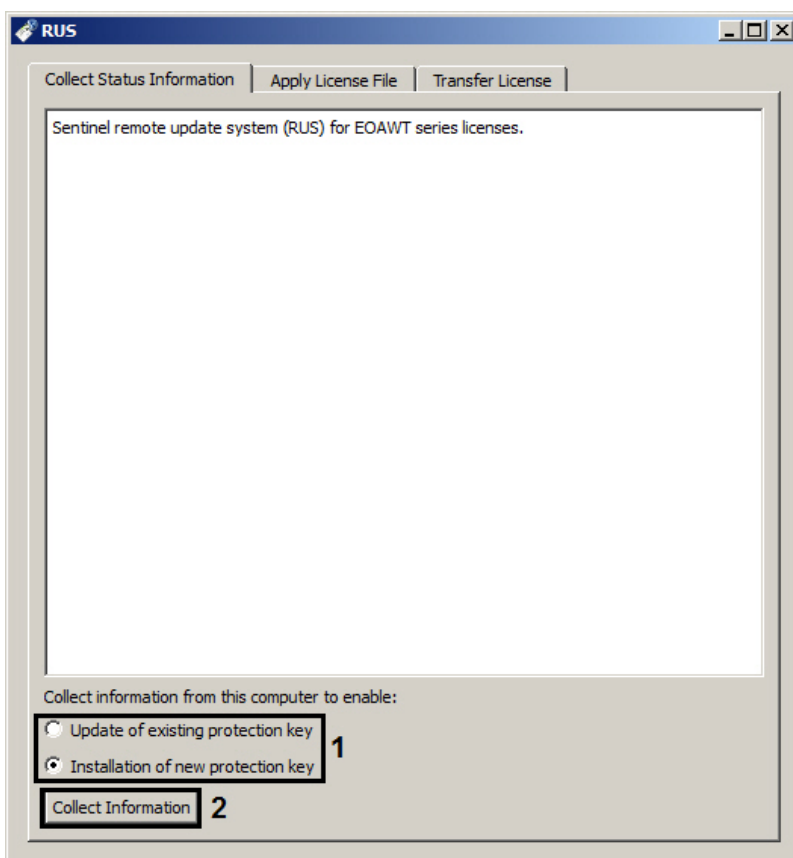 RUS
Collect Status Information Apply License File Transfer License
Sentinel remote update system (RUS) for EOAWT series licenses.
Collect information from this computer to enable:
Update of existing protection key
1
Installation of new protection key
Collect Information 2